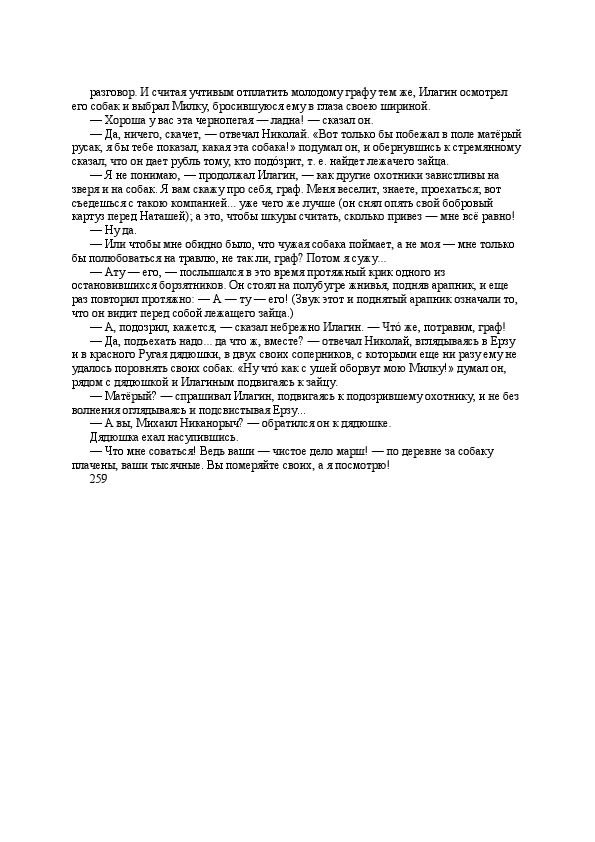 разговор. И считая учтивым отплатить молодому графу тем же, Илагин осмотрел
его собак и выбрал Милку, бросившуюся ему в глаза своею шириной.
— Хороша у вас эта чернопегая — ладна! — сказал он.
— Да, ничего, скачет, — отвечал Николай. «Вот только бы побежал в поле матёрый
русак, я бы тебе показал, какая эта собака!» подумал он, и обернувшись к стремянному
сказал, что он дает рубль тому, кто подо́зрит, т. е. найдет лежачего зайца.
— Я не понимаю, — продолжал Илагин, — как другие охотники завистливы на
зверя и на собак. Я вам скажу про себя, граф. Меня веселит, знаете, проехаться; вот
съедешься с такою компанией... уже чего же лучше (он снял опять свой бобровый
картуз перед Наташей); а это, чтобы шкуры считать, сколько привез — мне всё равно!
— Ну да.
— Или чтобы мне обидно было, что чужая собака поймает, а не моя — мне только
бы полюбоваться на травлю, не так ли, граф? Потом я сужу...
— Ату — его, — послышался в это время протяжный крик одного из
остановившихся борзятников. Он стоял на полубугре жнивья, подняв арапник, и еще
раз повторил протяжно: — А — ту — его! (Звук этот и поднятый арапник означали то,
что он видит перед собой лежащего зайца.)
— А, подозрил, кажется, — сказал небрежно Илагин. — Что́ же, потравим, граф!
— Да, подъехать надо... да что ж, вместе? — отвечал Николай, вглядываясь в Ерзу
и в красного Ругая дядюшки, в двух своих соперников, с которыми еще ни разу ему не
удалось поровнять своих собак. «Ну что́ как с ушей оборвут мою Милку!» думал он,
рядом с дядюшкой и Илагиным подвигаясь к зайцу.
— Матёрый? — спрашивал Илагин, подвигаясь к подозрившему охотнику, и не без
волнения оглядываясь и подсвистывая Ерзу...
— А вы, Михаил Никанорыч? — обратился он к дядюшке.
Дядюшка ехал насупившись.
— Что мне соваться! Ведь ваши — чистое дело марш! — по деревне за собаку
плачены, ваши тысячные. Вы померяйте своих, а я посмотрю!
259